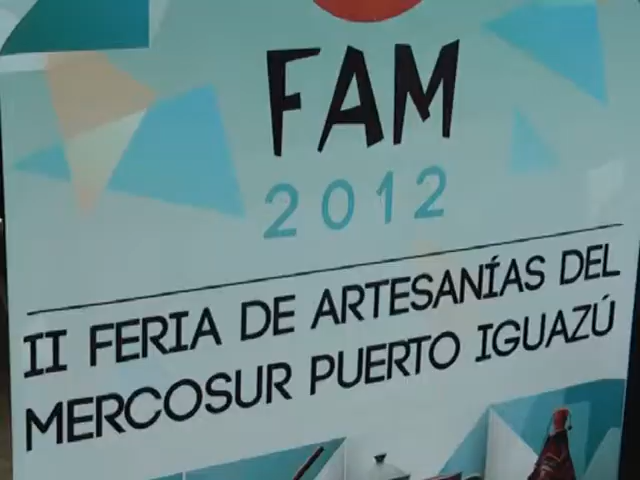 FAM
2012
II FERIA DE ARTESANÍAS DEL
MERCOSUR PUERTO IGUAZÚ